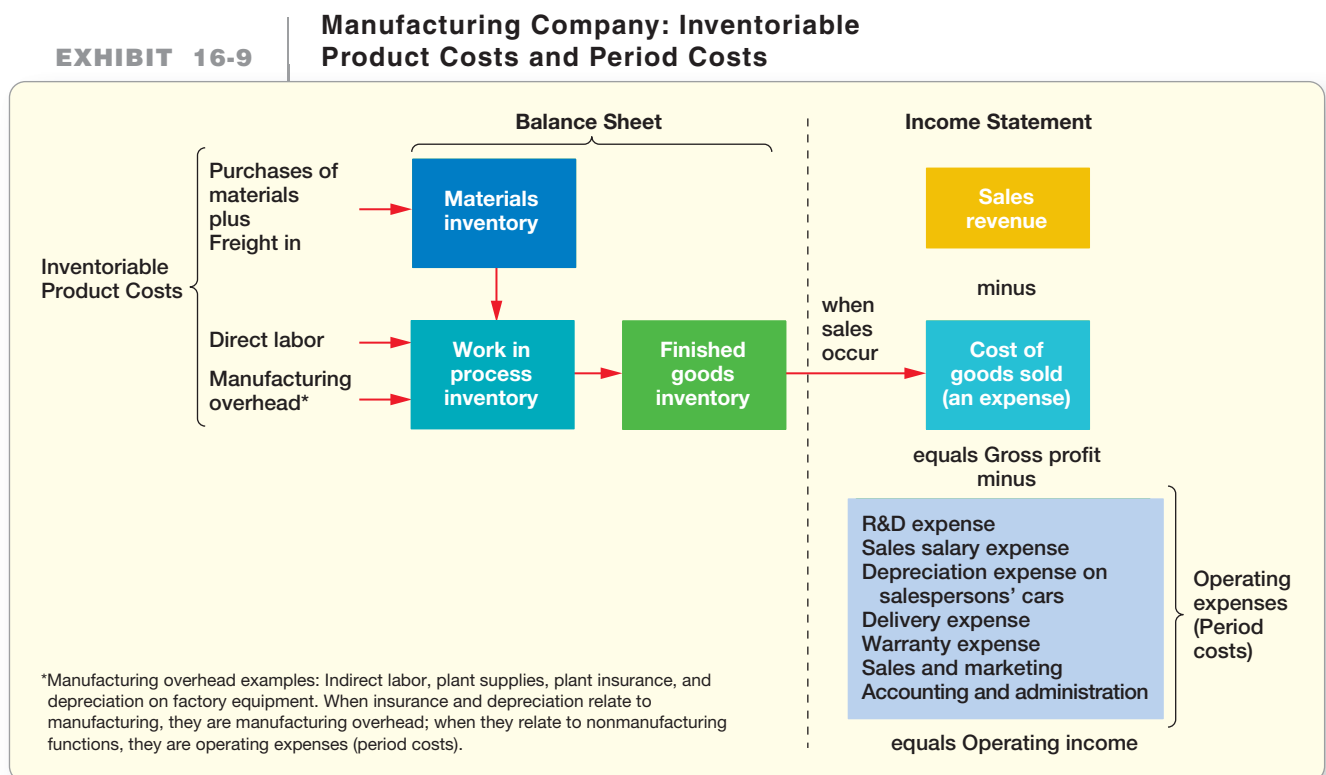 EXHIBIT 16-9
Manufacturing Company: Inventoriable
Product Costs and Period Costs
Balance Sheet
Income Statement
Inventoriable
Product Costs
Purchases of
materials
plus
Freight in
Materials
inventory
Sales
revenue
minus
Direct labor
Manufacturing
overhead*
Work in
process
inventory
Finished
goods
inventory
when
sales
occur
Cost of
goods sold
(an expense)
equals Gross profit
minus
R&D expense
Sales salary expense
Depreciation expense on
salespersons’ cars
Delivery expense
Warranty expense
Sales and marketing
Accounting and administration
Operating
expenses
(Period
costs)
equals Operating income
*Manufacturing overhead examples: Indirect labor, plant supplies, plant insurance, and
depreciation on factory equipment. When insurance and depreciation relate to
manufacturing, they are manufacturing overhead; when they relate to nonmanufacturing
functions, they are operating expenses (period costs).